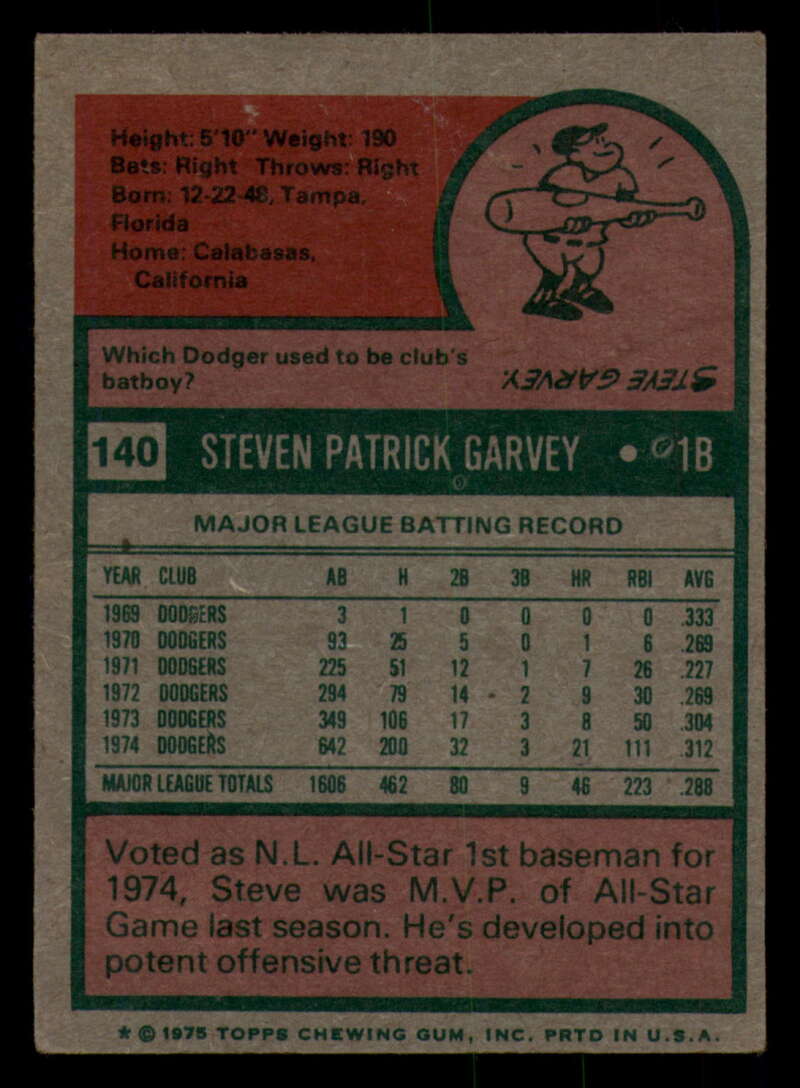 Height: 5'10" Weight: 190
Bats: Right Throws: Right
Born: 12-22-48, Tampa,
Florida
Home: Calabasas,
California
Which Dodger used to be club's
batboy?
STEVE GARVEY.
140 STEVEN PATRICK GARVEY • 1B
MAJOR LEAGUE BATTING RECORD
YEAR CLUB AB H 2B 3B HR RBI AVG
1969 DODGERS 3 1 0 0 0 0 .333
1970 DODGERS 93 25 5 0 1 6 .269
1971 DODGERS 225 51 12 1 7 26 .227
1972 DODGERS 294 79 14 2 9 30 .269
1973 DODGERS 349 106 17 3 8 50 .304
1974 DODGERS 642 200 32 3 21 111 .312
MAJOR LEAGUE TOTALS 1606 462 80 9 46 223 .288
Voted as N.L. All-Star 1st baseman for
1974, Steve was M.V.P. of All-Star
Game last season. He's developed into
potent offensive threat.
* © 1975 TOPPS CHEWING GUM, INC. PRTD IN U.S.A.